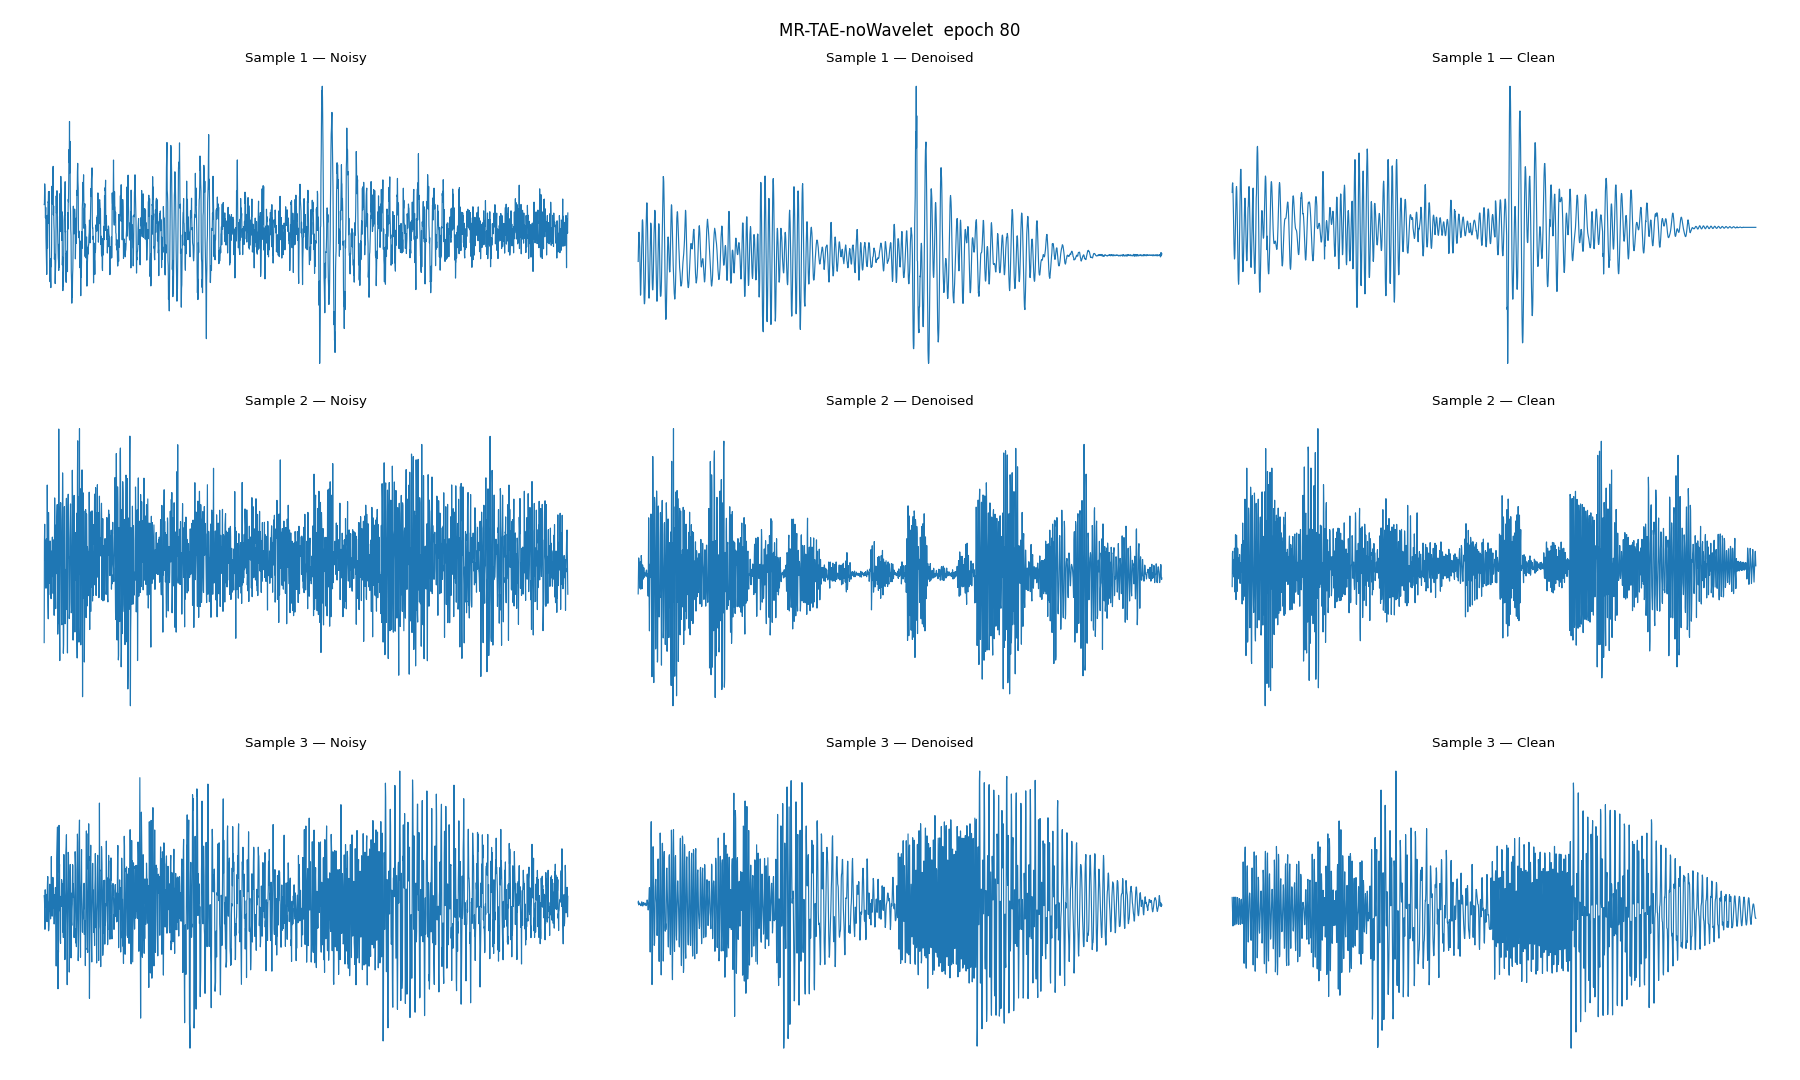 MR-TAE-noWavelet epoch 80
Sample 1 — Noisy
Sample 1 — Denoised
Sample 1 — Clean
Sample 2 — Noisy
Sample 2 — Denoised
Sample 2 — Clean
Sample 3 — Noisy
Sample 3 — Denoised
Sample 3 — Clean